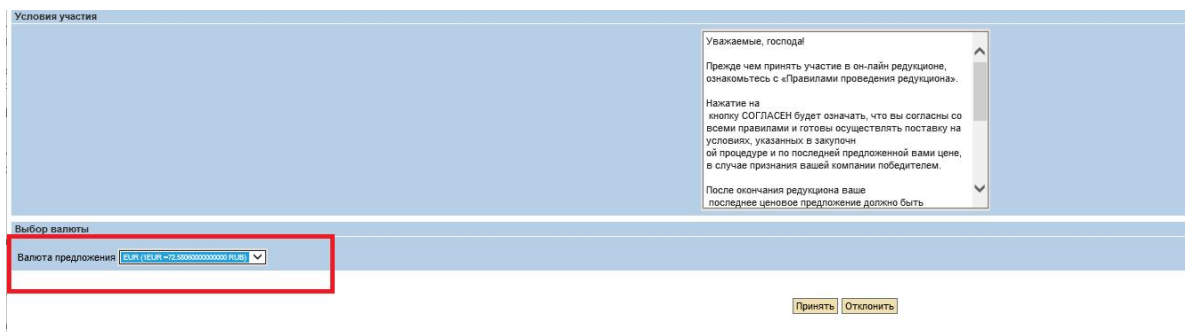 Условия участия
Уважаемые, господа!
Прежде чем принять участие в он-лайн редукционе,
ознакомьтесь с «Правилами проведения редукциона».
Нажатие на
кнопку СОГЛАСЕН будет означать, что вы согласны со
всеми правилами и готовы осуществлять поставку на
условиях, указанных в закупочн
ой процедуре и по последней предложенной вами цене,
в случае признания вашей компании победителем.
После окончания редукциона ваше
последнее ценовое предложение должно быть
Выбор валюты
Валюта предложения EUR (1EUR =72.58060000000000 RUB)
Принять Отклонить